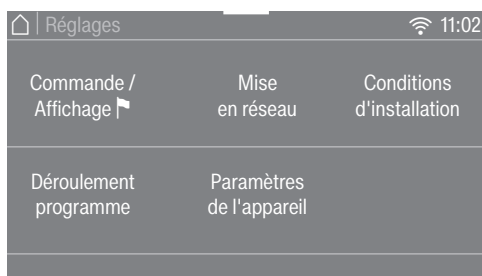 Réglages 11:02
Commande / Mise Conditions
Affichage en réseau d'installation
Déroulement Paramètres
programme de l'appareil